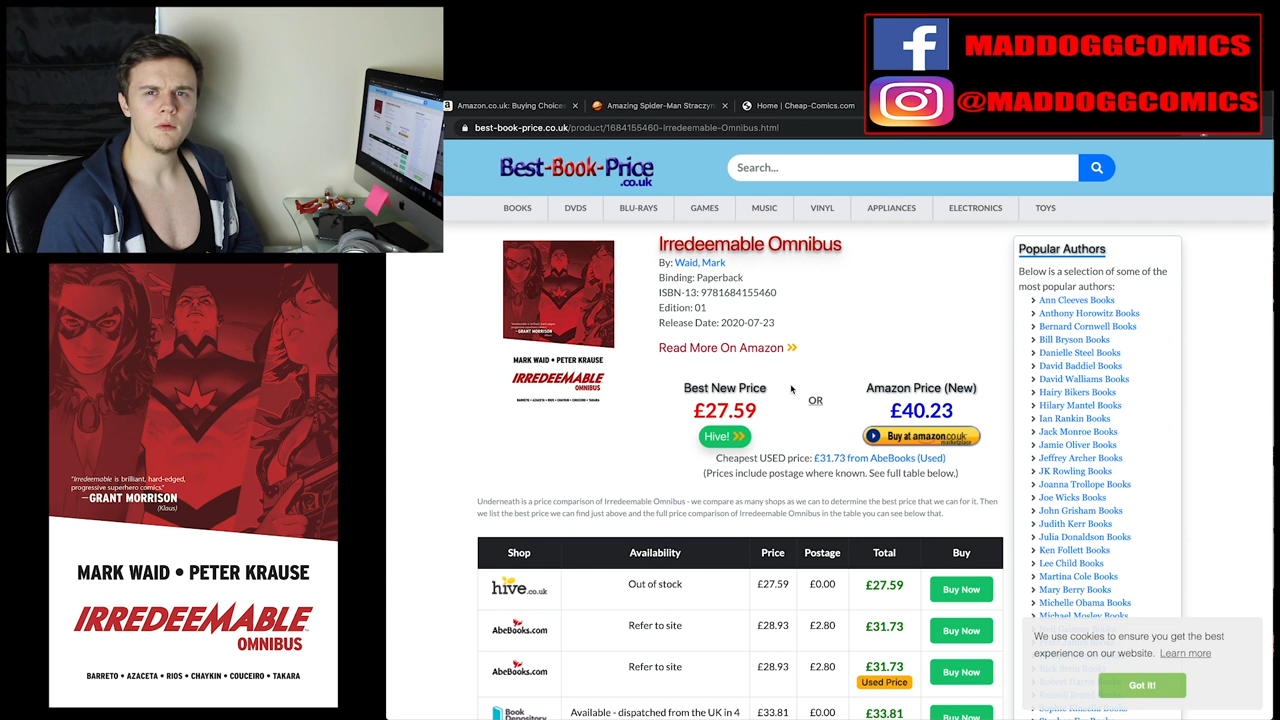 MADDOGGCOMICS
@MADDOGGCOMICS
Amazon.co.uk: Buying Choices
Amazing Spider-Man Straczyn
Home | Cheap-Comics.com
best-book-price.co.uk/product/1684155460-Irredeemable-Omnibus.html
Best-Book-Price
.co.uk
Search...
BOOKS DVDS BLU-RAYS GAMES MUSIC VINYL APPLIANCES ELECTRONICS TOYS
Irredeemable Omnibus
By: Waid, Mark
Binding: Paperback
ISBN-13: 9781684155460
Edition: 01
Release Date: 2020-07-23
Read More On Amazon »
Best New Price
£27.59
Hive! »
OR
Amazon Price (New)
£40.23
Buy at amazon.co.uk
marketplace
Cheapest USED price: £31.73 from AbeBooks (Used)
(Prices include postage where known. See full table below.)
Underneath is a price comparison of Irredeemable Omnibus - we compare as many shops as we can to determine the best price that we can for it. Then
we list the best price we can find just above and the full price comparison of Irredeemable Omnibus in the table you can see below that.
Shop Availability Price Postage Total Buy
hive.co.uk Out of stock £27.59 £0.00 £27.59 Buy Now
AbeBooks.com Refer to site £28.93 £2.80 £31.73 Buy Now
AbeBooks.com Refer to site £28.93 £2.80 £31.73 Buy Now
Used Price
Book Available - dispatched from the UK in 4 £33.81 £0.00 £33.81 Buy Now
Depository
MARK WAID • PETER KRAUSE
IRREDEEMABLE
OMNIBUS
Popular Authors
Below is a selection of some of the
most popular authors:
Ann Cleeves Books
Anthony Horowitz Books
Bernard Cornwell Books
Bill Bryson Books
Danielle Steel Books
David Baddiel Books
David Walliams Books
Hairy Bikers Books
Hilary Mantel Books
Ian Rankin Books
Jack Monroe Books
Jamie Oliver Books
Jeffrey Archer Books
JK Rowling Books
Joanna Trollope Books
Joe Wicks Books
John Grisham Books
Judith Kerr Books
Julia Donaldson Books
Ken Follett Books
Lee Child Books
Martina Cole Books
Mary Berry Books
Michelle Obama Books
Michael Mosley Books
We use cookies to ensure you get the best
experience on our website. Learn more
Got It!
"Irredeemable is brilliant, hard-edged,
progressive superhero comics."
—GRANT MORRISON
(Klaus)
MARK WAID • PETER KRAUSE
IRREDEEMABLE
OMNIBUS
BARRETO • AZACETA • RIOS • CHAYKIN • COUCEIRO • TAKARA